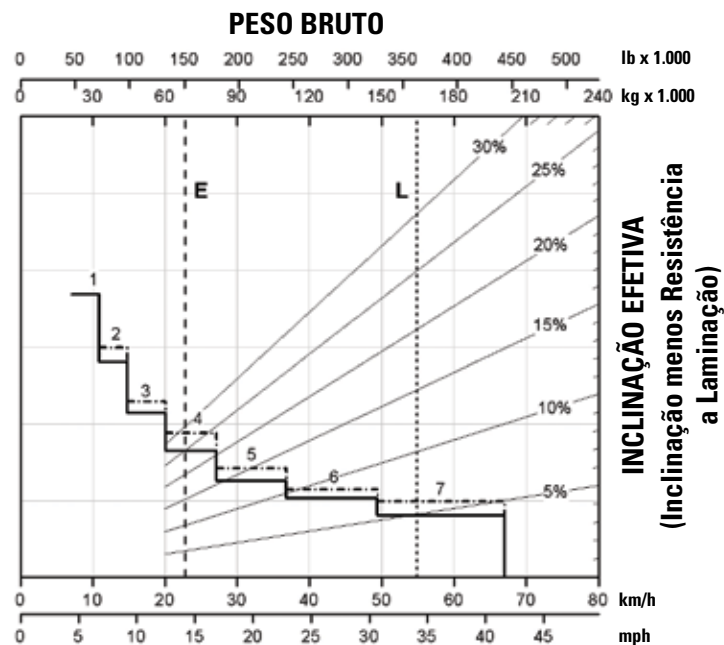 PESO BRUTO
0 50 100 150 200 250 300 350 400 450 500 lb x 1.000
0 30 60 90 120 150 180 210 240 kg x 1.000
30%
25%
E L
20%
1
15%
2
3
10%
4
5
6 7 5%
INCLINAÇÃO EFETIVA
(Inclinação menos Resistência
a Laminação)
0 10 20 30 40 50 60 70 80 km/h
0 5 10 15 20 25 30 35 40 45 mph